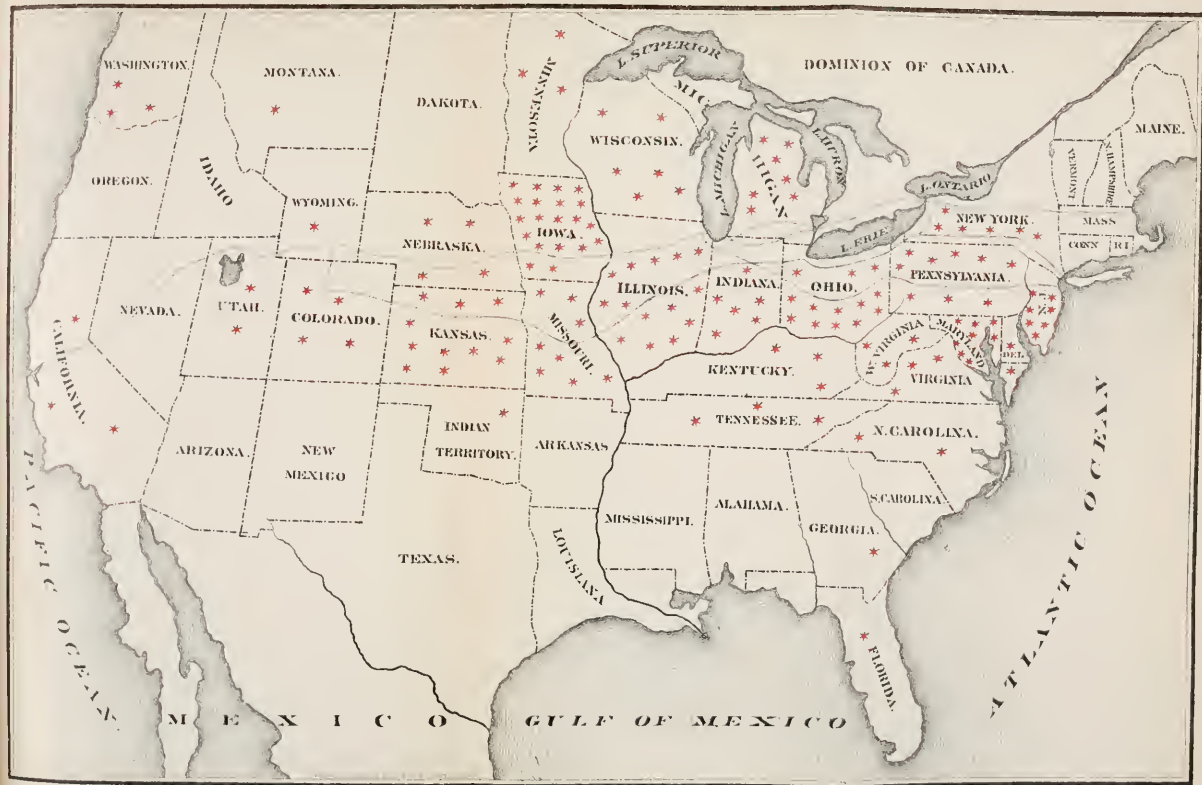 WASHINGTON.
MONTANA.
DAKOTA.
MINNESOTA
L. SUPERIOR
DOMINION OF CANADA.
MAINE.
OREGON.
IDAHO
WYOMING.
WISCONSIN.
MICHIGAN
L. MICHIGAN
L. HURON
L. ONTARIO
L. ERIE
VERMONT
N. HAMPSHIRE
NEW YORK.
MASS
CONN
R I
NEBRASKA.
IOWA.
NEVADA.
UTAH.
COLORADO.
KANSAS.
MISSOURI.
ILLINOIS.
INDIANA.
OHIO.
PENNSYLVANIA
N.J.
CALIFORNIA.
KENTUCKY.
W. VIRGINIA
MARYLAND
DEL
VIRGINIA
TENNESSEE.
N. CAROLINA.
ARIZONA.
NEW
MEXICO
INDIAN
TERRITORY.
ARKANSAS
S. CAROLINA
MISSISSIPPI.
ALABAMA.
GEORGIA.
TEXAS.
LOUISIANA
FLORIDA.
PACIFIC OCEAN.
ATLANTIC OCEAN
MEXICO
GULF OF MEXICO